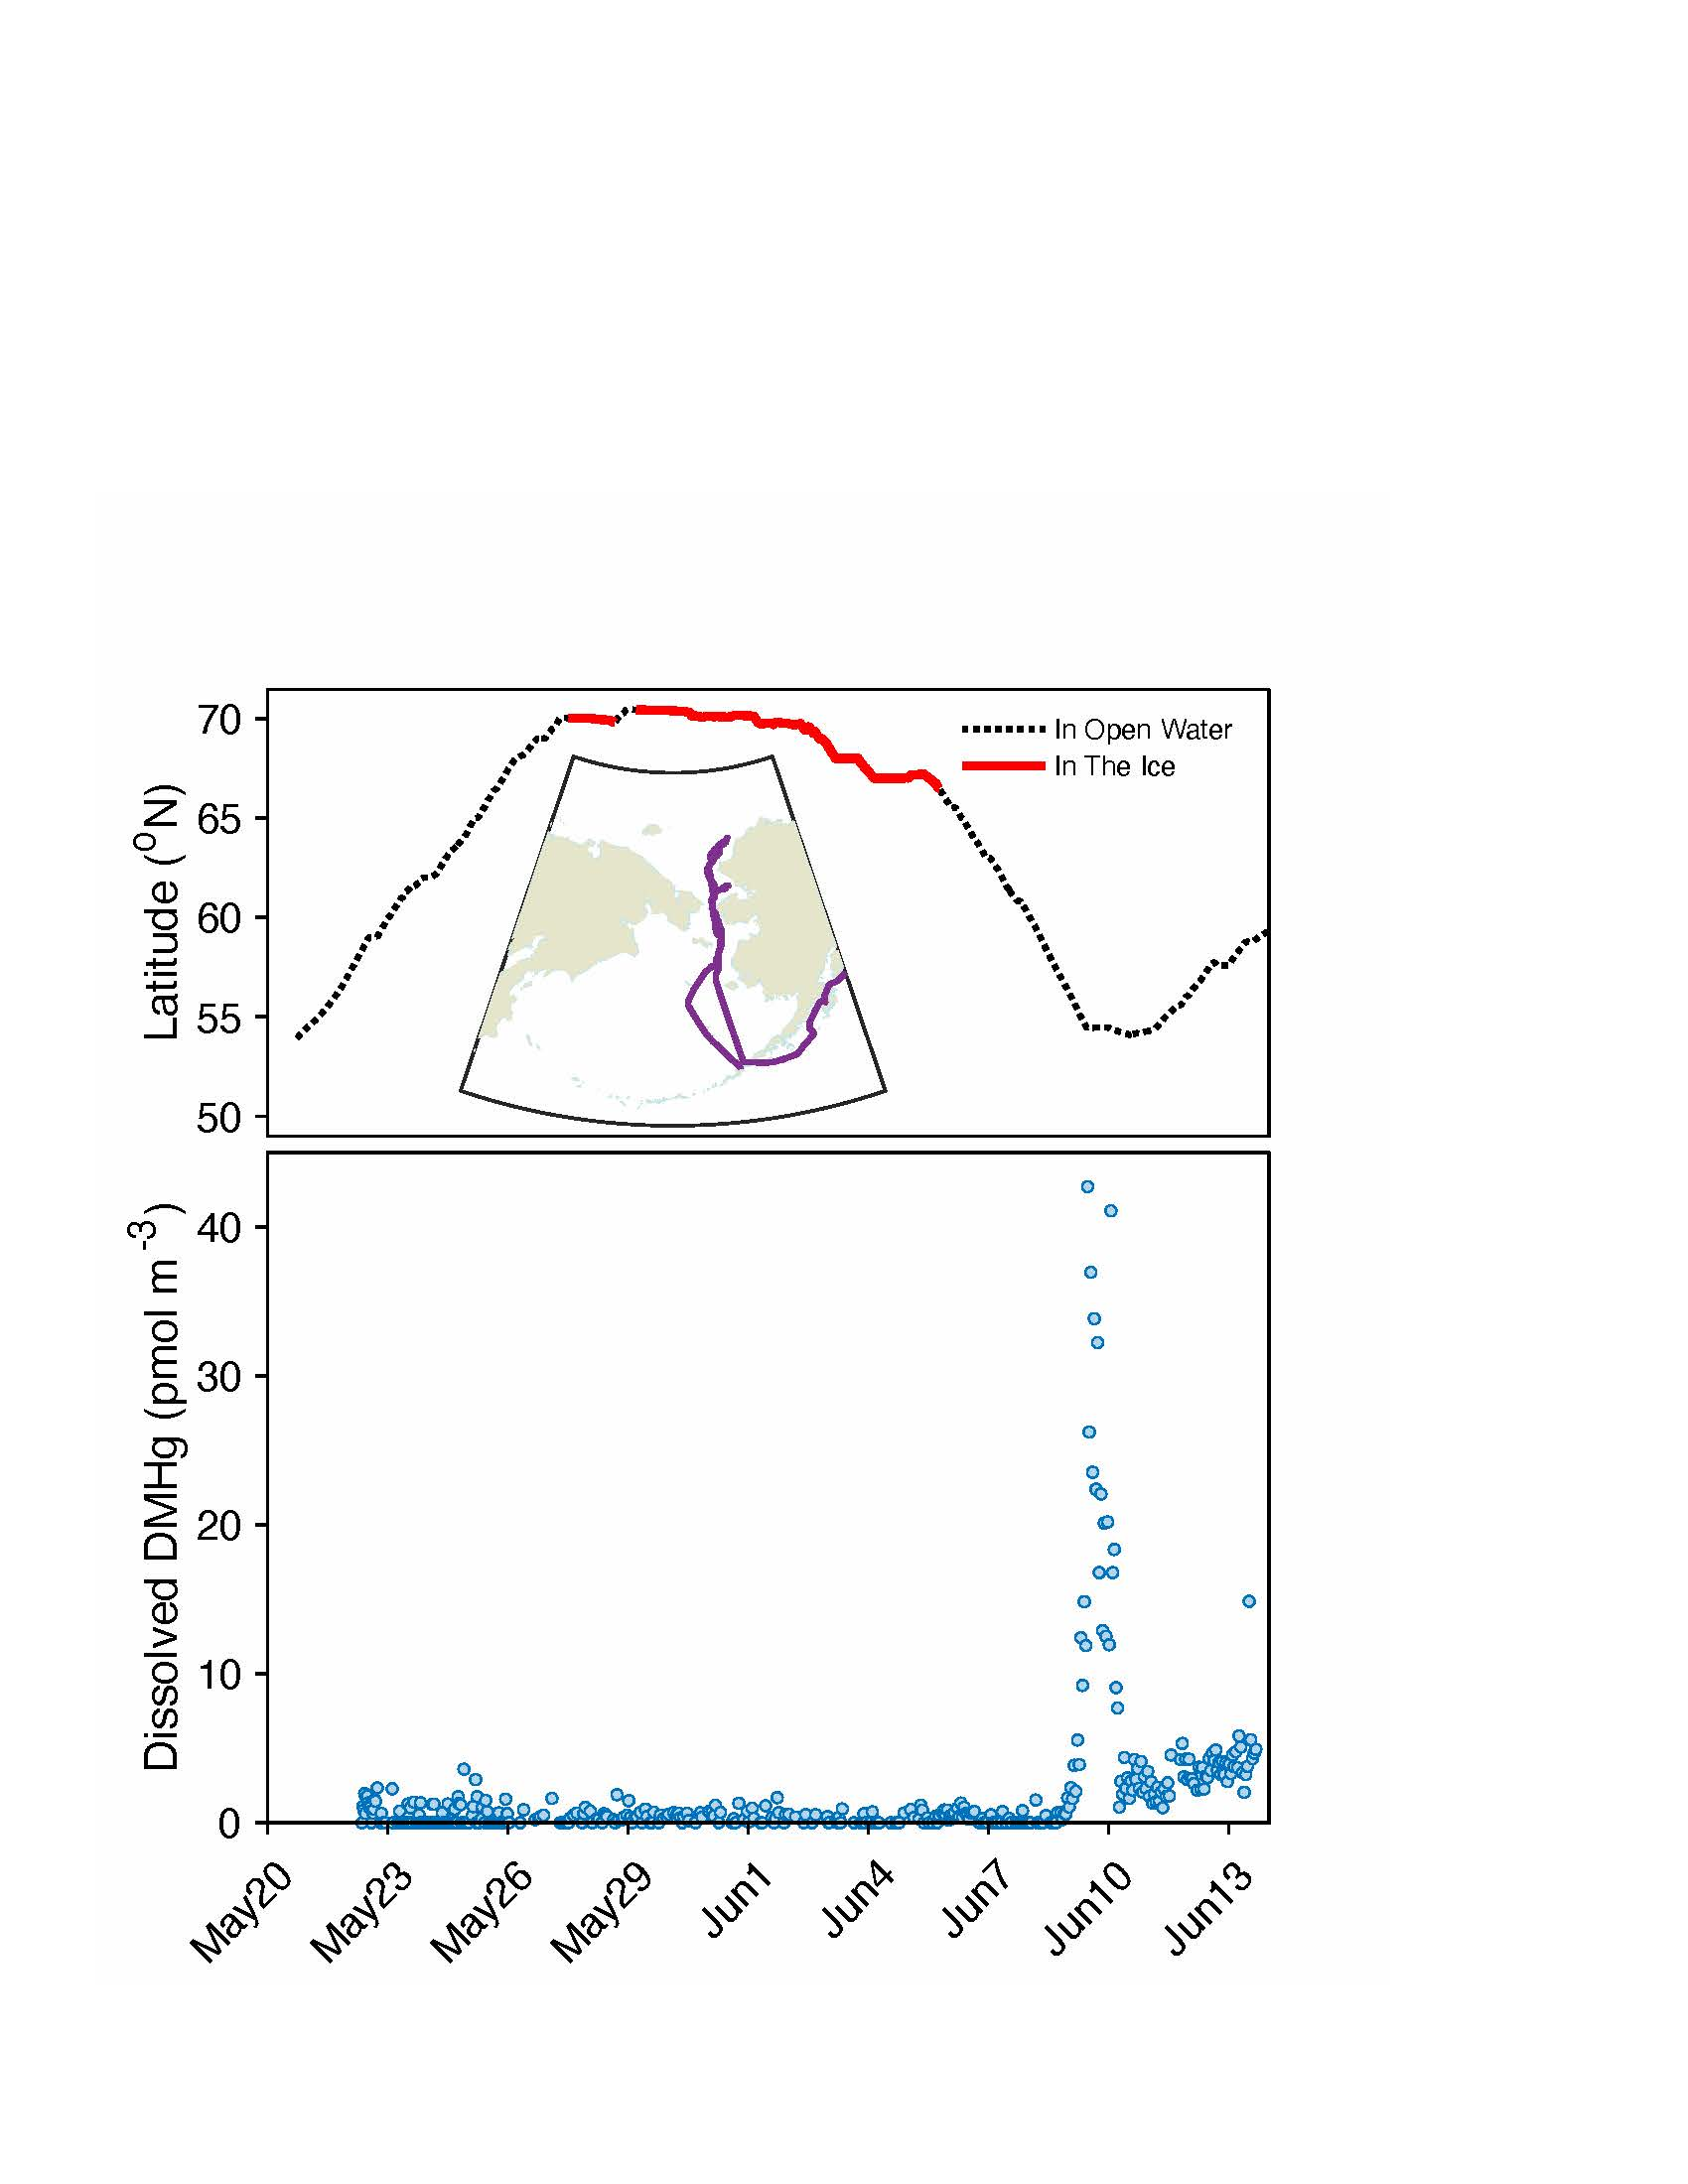 Latitude (°N)
70
65
60
55
50
In Open Water
In The Ice
Dissolved DMHg (pmol m⁻³)
40
30
20
10
0
May20
May23
May26
May29
Jun1
Jun4
Jun7
Jun10
Jun13